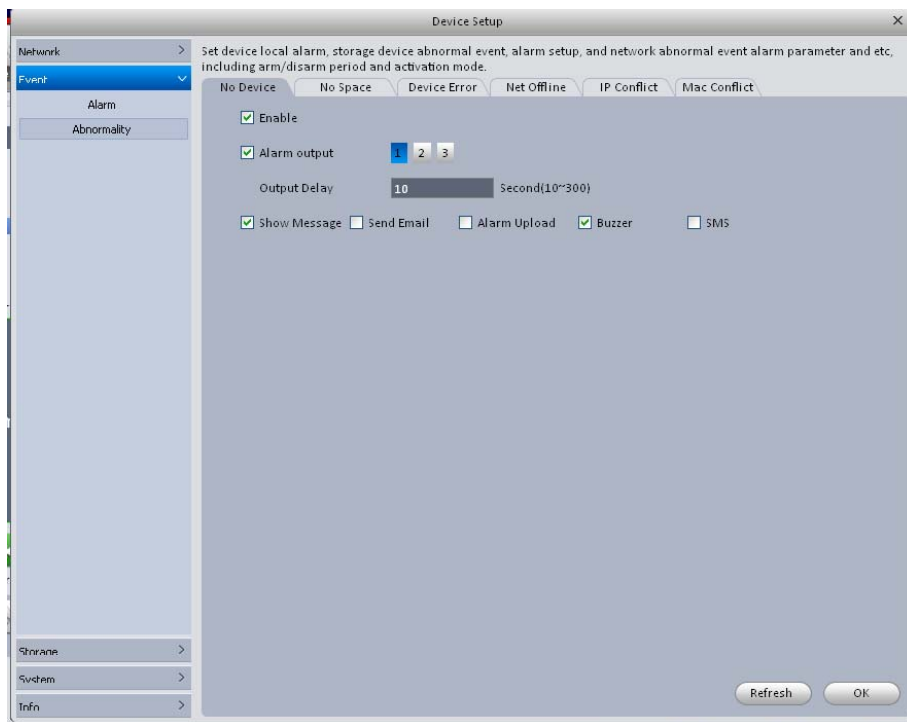 Device Setup
Network
Event
Alarm
Abnormality
Storage
System
Info
Set device local alarm, storage device abnormal event, alarm setup, and network abnormal event alarm parameter and etc,
including arm/disarm period and activation mode.
No Device No Space Device Error Net Offline IP Conflict Mac Conflict
Enable
Alarm output 1 2 3
Output Delay 10 Second(10~300)
Show Message Send Email Alarm Upload Buzzer SMS
Refresh OK